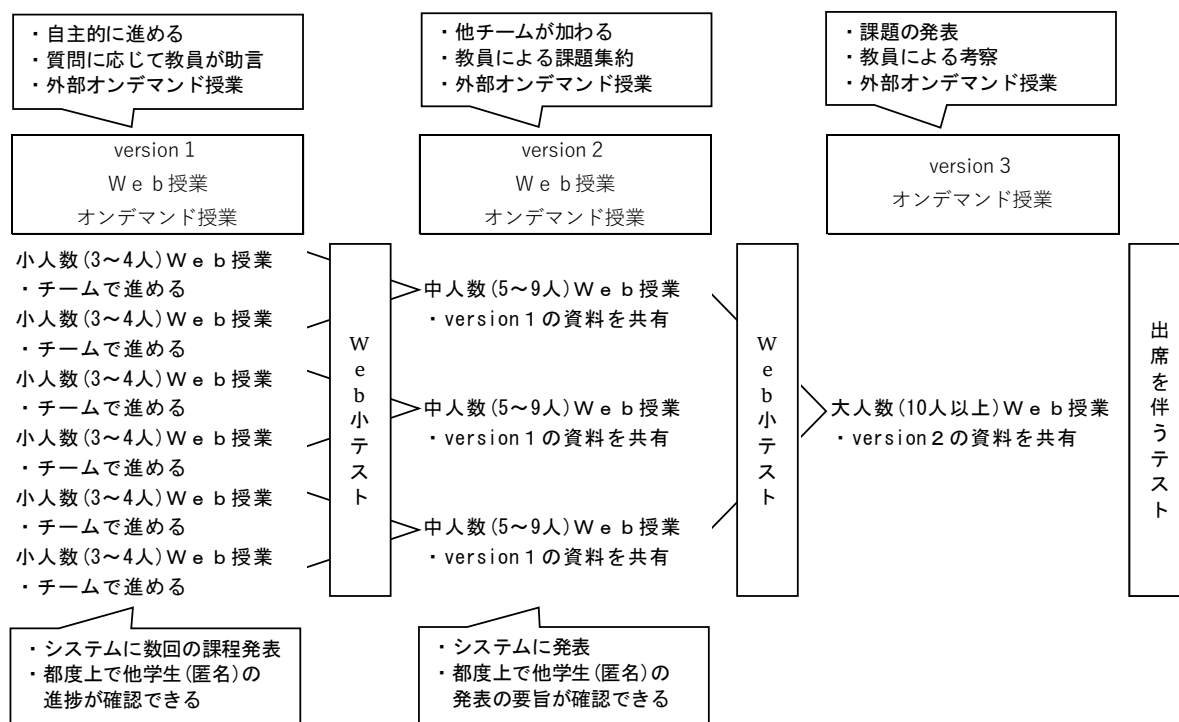 ・自主的に進める
・質問に応じて教員が助言
・外部オンデマンド授業
・他チームが加わる
・教員による課題集約
・外部オンデマンド授業
・課題の発表
・教員による考察
・外部オンデマンド授業
version 1
Ｗｅｂ授業
オンデマンド授業
version 2
Ｗｅｂ授業
オンデマンド授業
version 3
オンデマンド授業
小人数(3～4人)Ｗｅｂ授業
・チームで進める
小人数(3～4人)Ｗｅｂ授業
・チームで進める
小人数(3～4人)Ｗｅｂ授業
・チームで進める
小人数(3～4人)Ｗｅｂ授業
・チームで進める
小人数(3～4人)Ｗｅｂ授業
・チームで進める
小人数(3～4人)Ｗｅｂ授業
・チームで進める
Ｗeb小テスト
中人数(5～9人)Ｗｅｂ授業
・version１の資料を共有
中人数(5～9人)Ｗｅｂ授業
・version１の資料を共有
中人数(5～9人)Ｗｅｂ授業
・version１の資料を共有
Ｗeb小テスト
大人数(10人以上)Ｗｅｂ授業
・version２の資料を共有
出席を伴うテスト
・システムに数回の課程発表
・都度上で他学生(匿名)の
進捗が確認できる
・システムに発表
・都度上で他学生(匿名)の
発表の要旨が確認できる